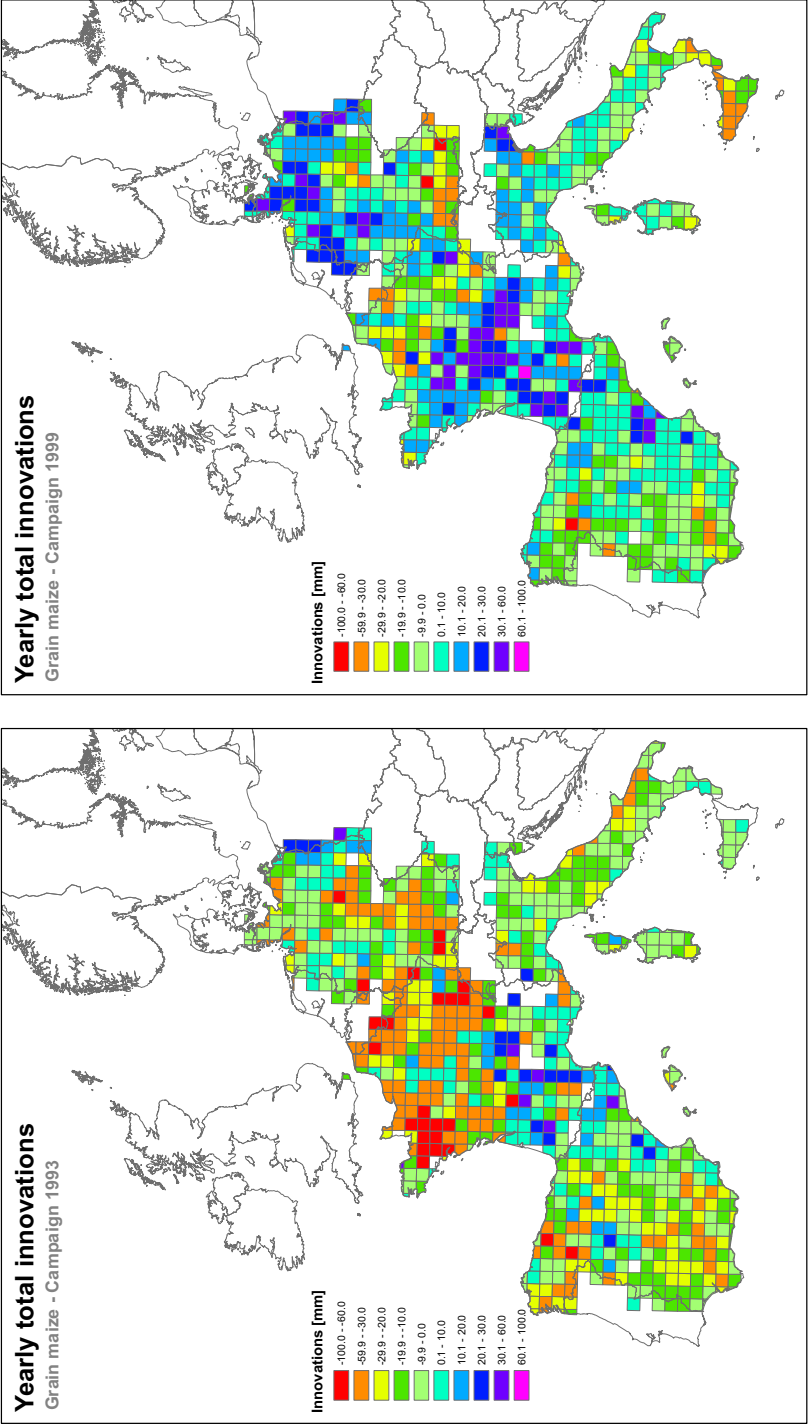 Yearly total innovations
Grain maize - Campaign 1993
Innovations [mm]
-100.0 - -60.0
-59.9 - -30.0
-29.9 - -20.0
-19.9 - -10.0
-9.9 - 0.0
0.1 - 10.0
10.1 - 20.0
20.1 - 30.0
30.1 - 60.0
60.1 - 100.0
Yearly total innovations
Grain maize - Campaign 1999
Innovations [mm]
-100.0 - -60.0
-59.9 - -30.0
-29.9 - -20.0
-19.9 - -10.0
-9.9 - 0.0
0.1 - 10.0
10.1 - 20.0
20.1 - 30.0
30.1 - 60.0
60.1 - 100.0